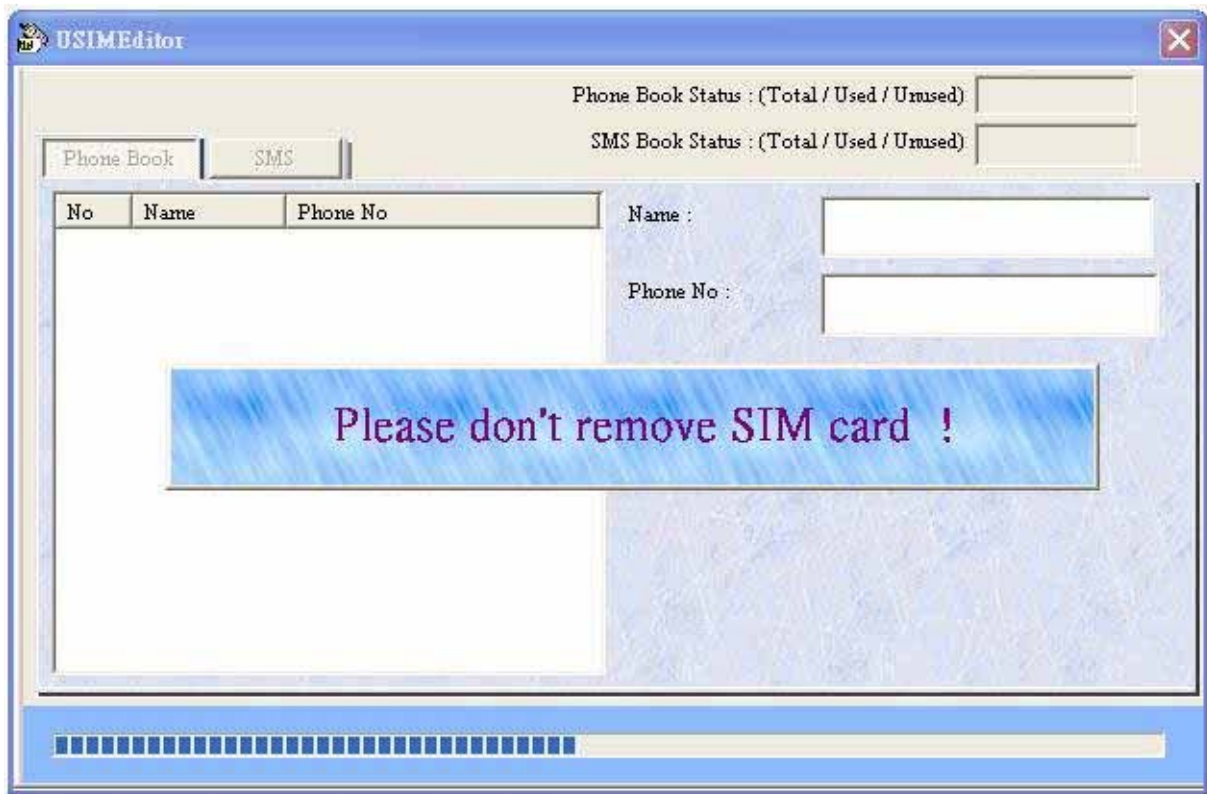 USIMEditor
Phone Book Status : (Total / Used / Unused)
SMS Book Status : (Total / Used / Unused)
Phone Book SMS
No Name Phone No
Name :
Phone No :
Please don't remove SIM card !